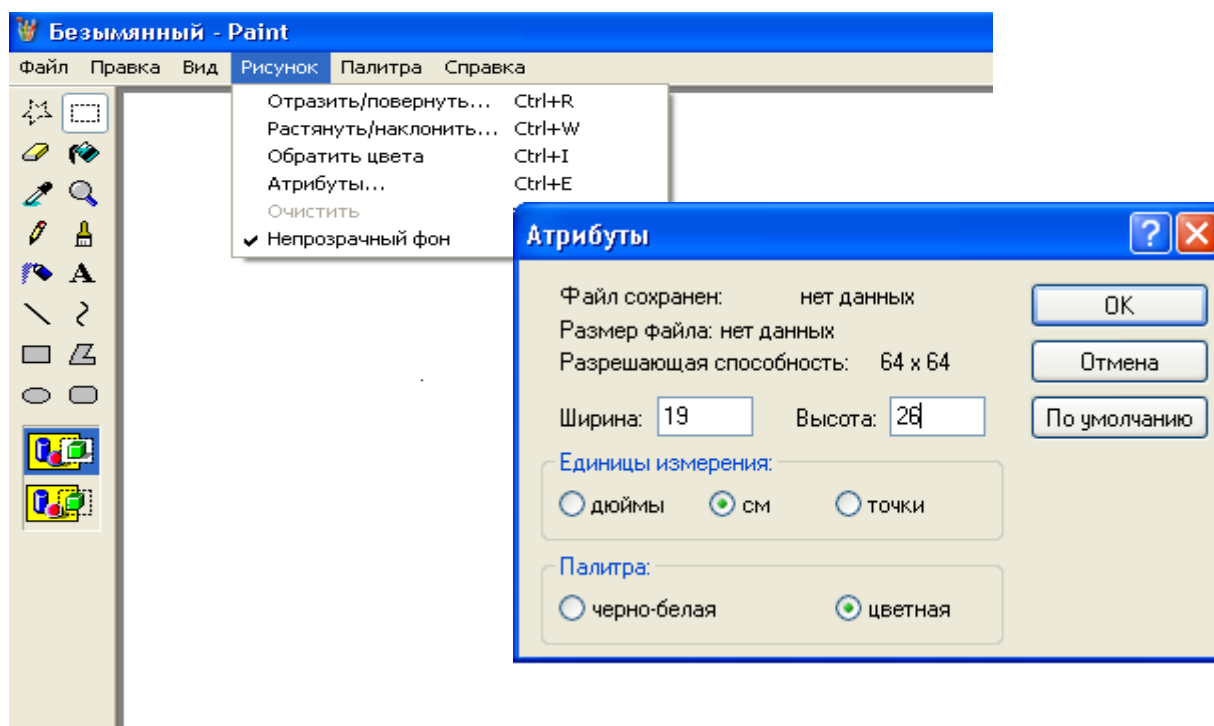 Безымянный - Paint
Файл Правка Вид Рисунок Палитра Справка
Отразить/повернуть... Ctrl+R
Растянуть/наклонить... Ctrl+W
Обратить цвета Ctrl+I
Атрибуты... Ctrl+E
Очистить
Непрозрачный фон
A
Атрибуты
Файл сохранен: нет данных
Размер файла: нет данных
Разрешающая способность: 64 x 64
Ширина: 19 Высота: 26
Единицы измерения:
дюймы см точки
Палитра:
черно-белая цветная
OK
Отмена
По умолчанию